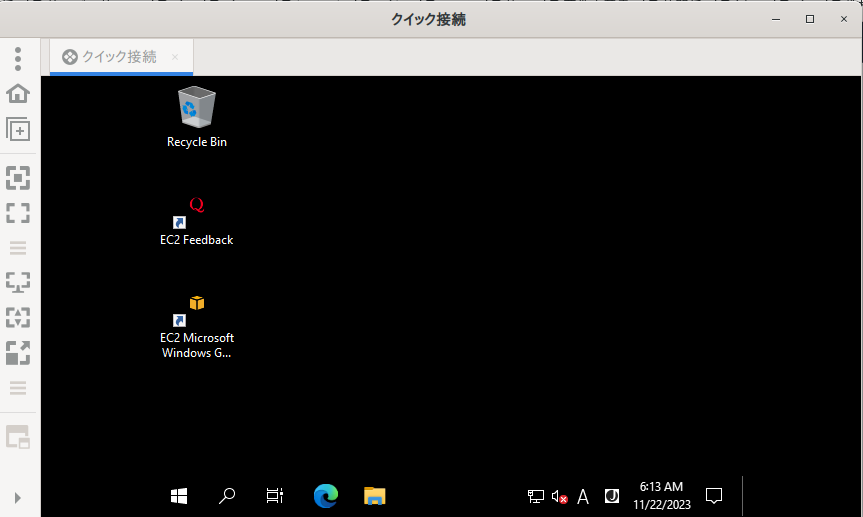 クイック接続
クイック接続
Recycle Bin
EC2 Feedback
EC2 Microsoft
Windows G...
A
6:13 AM
11/22/2023